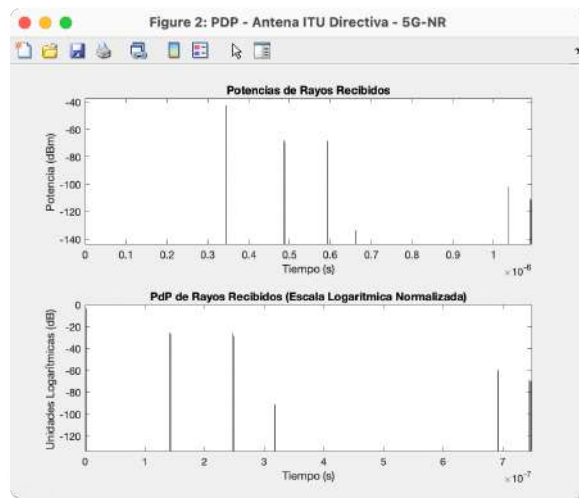 Figure 2: PDP - Antena ITU Directiva - 5G-NR
Potencias de Rayos Recibidos
Potencia (dBm)
-40
-60
-80
-100
-120
-140
0 0.1 0.2 0.3 0.4 0.5 0.6 0.7 0.8 0.9 1
Tiempo (s)
×10⁻⁶
PdP de Rayos Recibidos (Escala Logarítmica Normalizada)
Unidades Logarítmicas (dB)
0
-20
-40
-60
-80
-100
-120
0 1 2 3 4 5 6 7
Tiempo (s)
×10⁻⁷